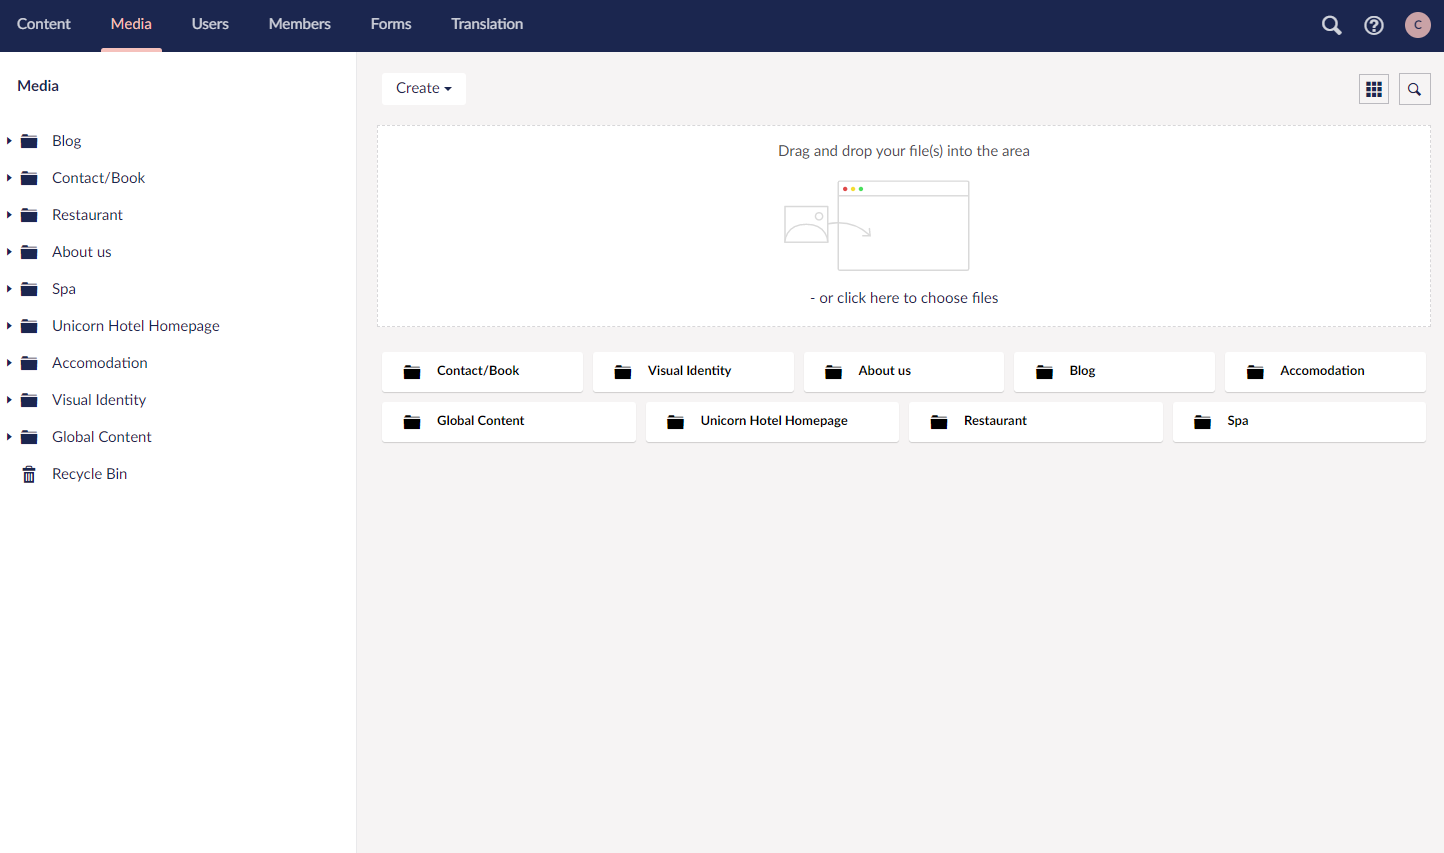 Content Media Users Members Forms Translation C
Media
Blog
Contact/Book
Restaurant
About us
Spa
Unicorn Hotel Homepage
Accomodation
Visual Identity
Global Content
Recycle Bin
Create
Drag and drop your file(s) into the area
- or click here to choose files
Contact/Book Visual Identity About us Blog Accomodation
Global Content Unicorn Hotel Homepage Restaurant Spa